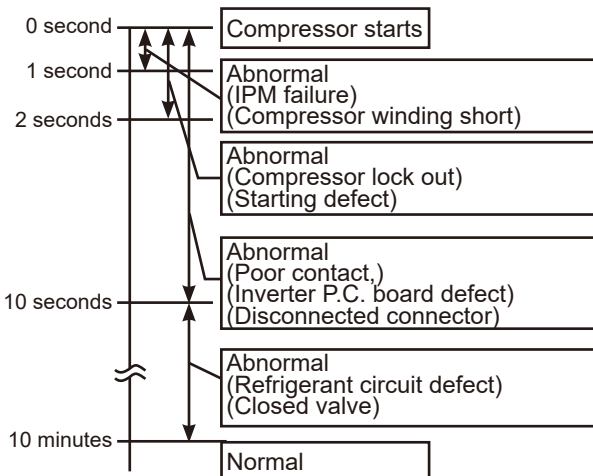 0 second
Compressor starts
1 second
Abnormal
(IPM failure)
(Compressor winding short)
2 seconds
Abnormal
(Compressor lock out)
(Starting defect)
Abnormal
(Poor contact,)
(Inverter P.C. board defect)
(Disconnected connector)
10 seconds
Abnormal
(Refrigerant circuit defect)
(Closed valve)
10 minutes
Normal